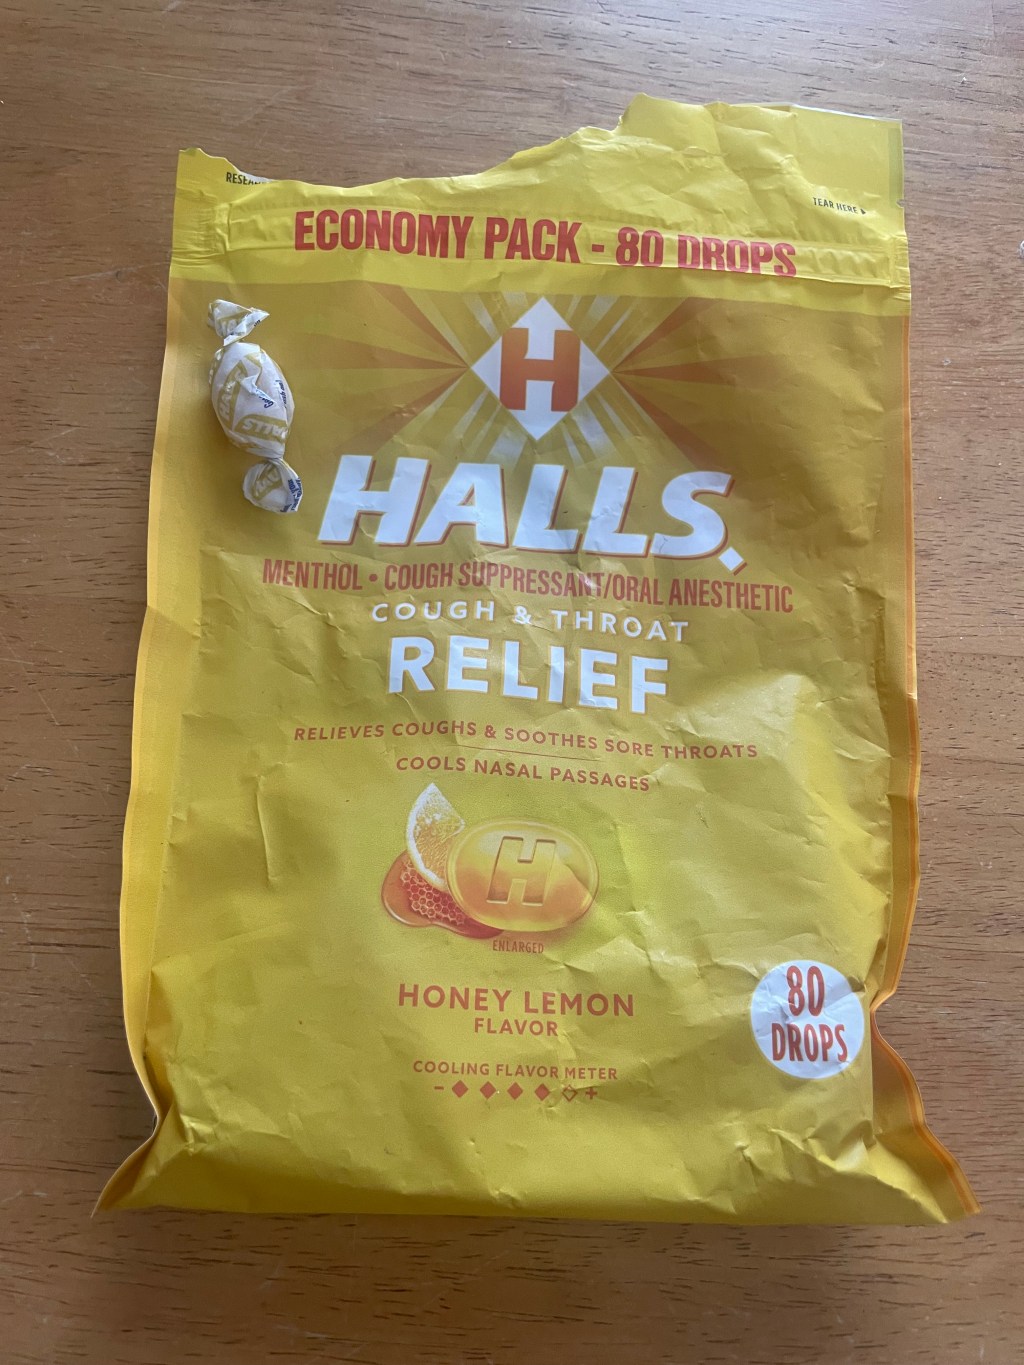 TEAR HERE
ECONOMY PACK - 80 DROPS
H
HALLS
HALLS.
MENTHOL • COUGH SUPPRESSANT/ORAL ANESTHETIC
COUGH & THROAT
RELIEF
RELIEVES COUGHS & SOOTHES SORE THROATS
COOLS NASAL PASSAGES
H
ENLARGED
HONEY LEMON
FLAVOR
80
DROPS
COOLING FLAVOR METER
- +